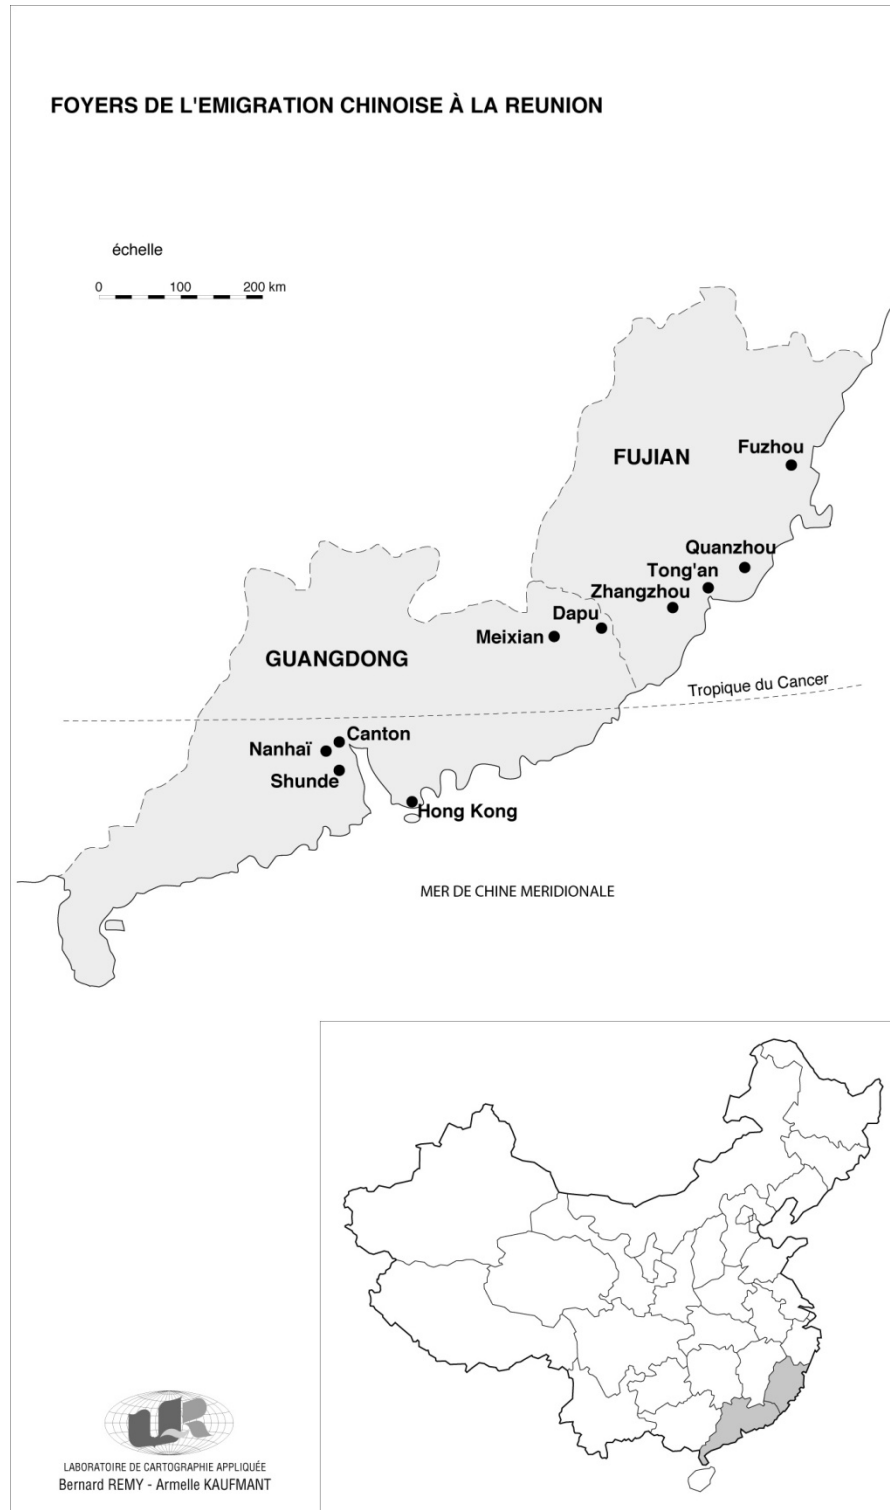 FOYERS DE L'EMIGRATION CHINOISE À LA REUNION
échelle
0 100 200 km
Fuzhou
FUJIAN
Quanzhou
Tong'an
Zhangzhou
Dapu
Meixian
GUANGDONG
Tropique du Cancer
Canton
Nanhaï
Shunde
Hong Kong
MER DE CHINE MERIDIONALE
LABORATOIRE DE CARTOGRAPHIE APPLIQUÉE
Bernard REMY - Armelle KAUFMANT